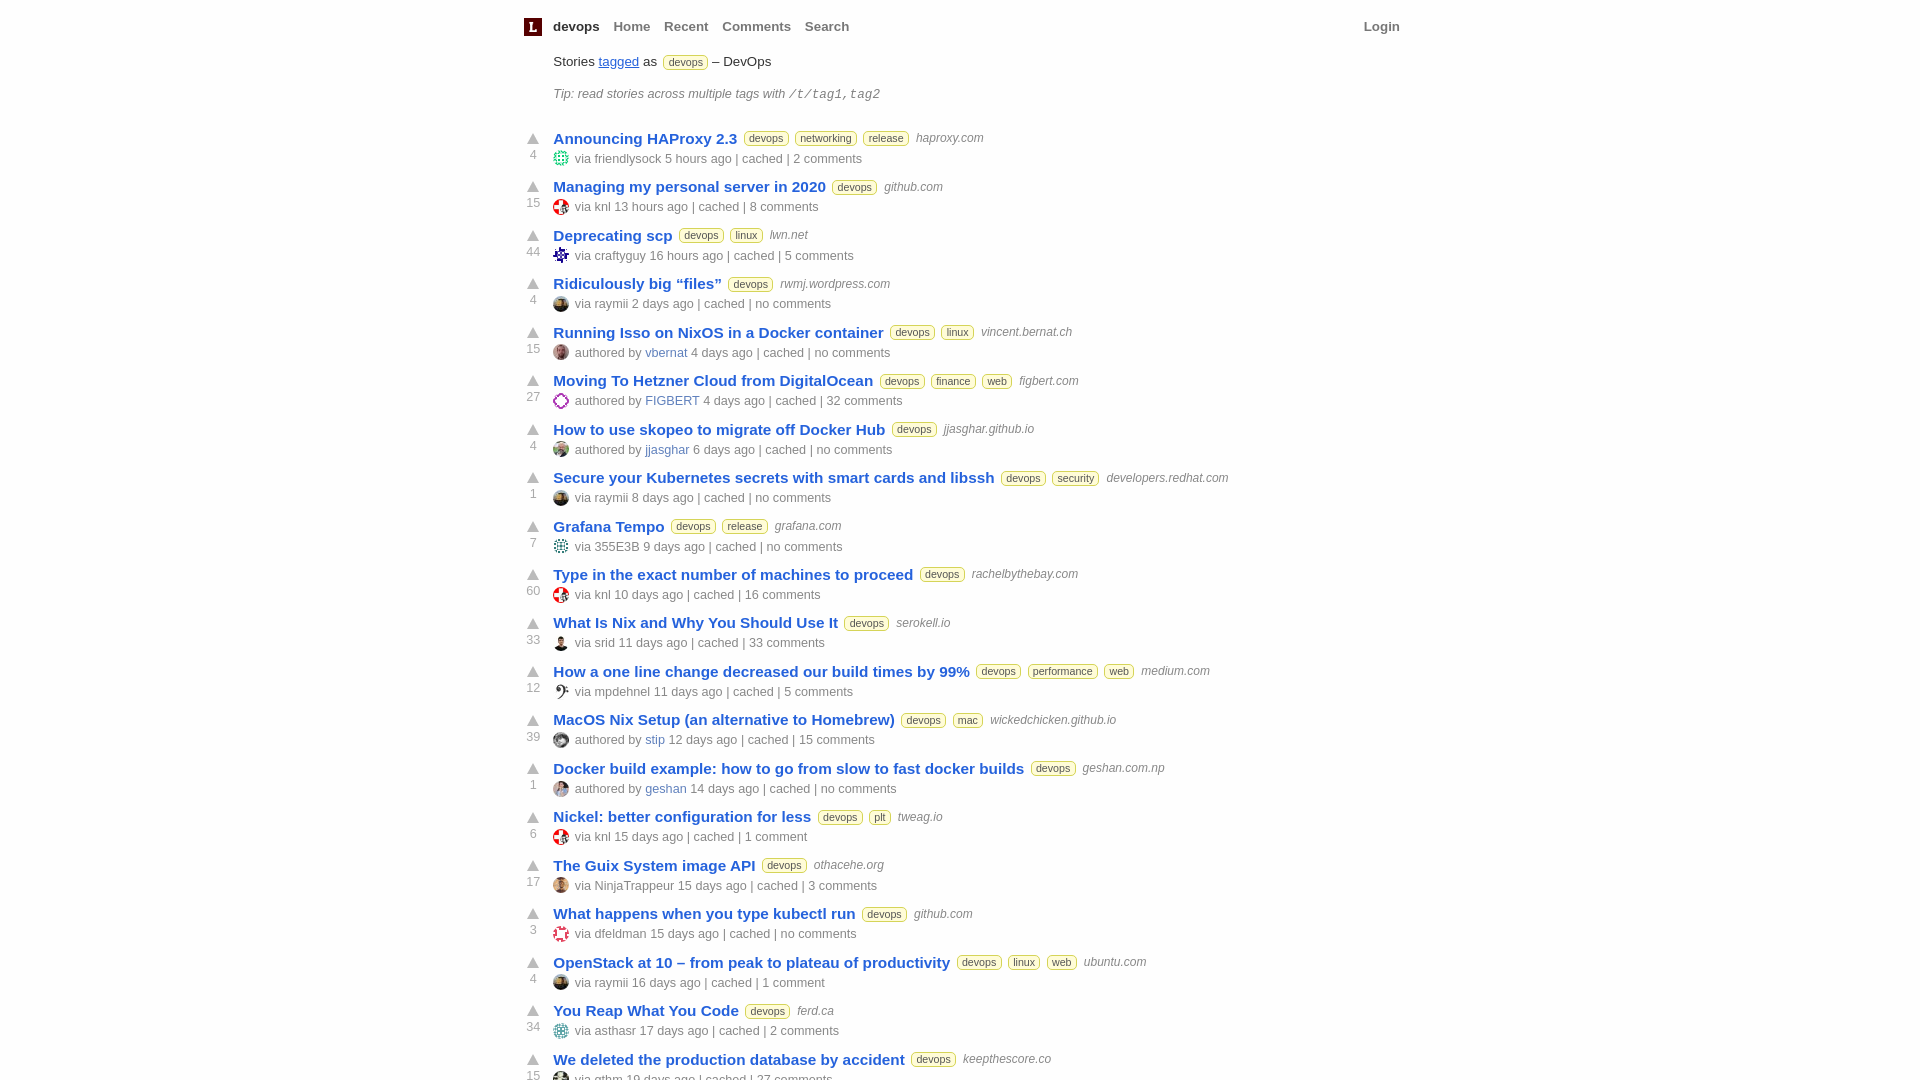 L devops Home Recent Comments Search Login
Stories tagged as devops – DevOps
Tip: read stories across multiple tags with /t/tag1,tag2
Announcing HAProxy 2.3 devops networking release haproxy.com
4 via friendlysock 5 hours ago | cached | 2 comments
Managing my personal server in 2020 devops github.com
15 via knl 13 hours ago | cached | 8 comments
Deprecating scp devops linux lwn.net
44 via craftyguy 16 hours ago | cached | 5 comments
Ridiculously big “files” devops rwmj.wordpress.com
4 via raymii 2 days ago | cached | no comments
Running Isso on NixOS in a Docker container devops linux vincent.bernat.ch
15 authored by vbernat 4 days ago | cached | no comments
Moving To Hetzner Cloud from DigitalOcean devops finance web figbert.com
27 authored by FIGBERT 4 days ago | cached | 32 comments
How to use skopeo to migrate off Docker Hub devops jjasghar.github.io
4 authored by jjasghar 6 days ago | cached | no comments
Secure your Kubernetes secrets with smart cards and libssh devops security developers.redhat.com
1 via raymii 8 days ago | cached | no comments
Grafana Tempo devops release grafana.com
7 via 355E3B 9 days ago | cached | no comments
Type in the exact number of machines to proceed devops rachelbythebay.com
60 via knl 10 days ago | cached | 16 comments
What Is Nix and Why You Should Use It devops serokell.io
33 via srid 11 days ago | cached | 33 comments
How a one line change decreased our build times by 99% devops performance web medium.com
12 via mpdehnel 11 days ago | cached | 5 comments
MacOS Nix Setup (an alternative to Homebrew) devops mac wickedchicken.github.io
39 authored by stip 12 days ago | cached | 15 comments
Docker build example: how to go from slow to fast docker builds devops geshan.com.np
1 authored by geshan 14 days ago | cached | no comments
Nickel: better configuration for less devops plt tweag.io
6 via knl 15 days ago | cached | 1 comment
The Guix System image API devops othacehe.org
17 via NinjaTrappeur 15 days ago | cached | 3 comments
What happens when you type kubectl run devops github.com
3 via dfeldman 15 days ago | cached | no comments
OpenStack at 10 – from peak to plateau of productivity devops linux web ubuntu.com
4 via raymii 16 days ago | cached | 1 comment
You Reap What You Code devops ferd.ca
34 via asthasr 17 days ago | cached | 2 comments
We deleted the production database by accident devops keepthescore.co
15 via gthm 19 days ago | cached | 27 comments